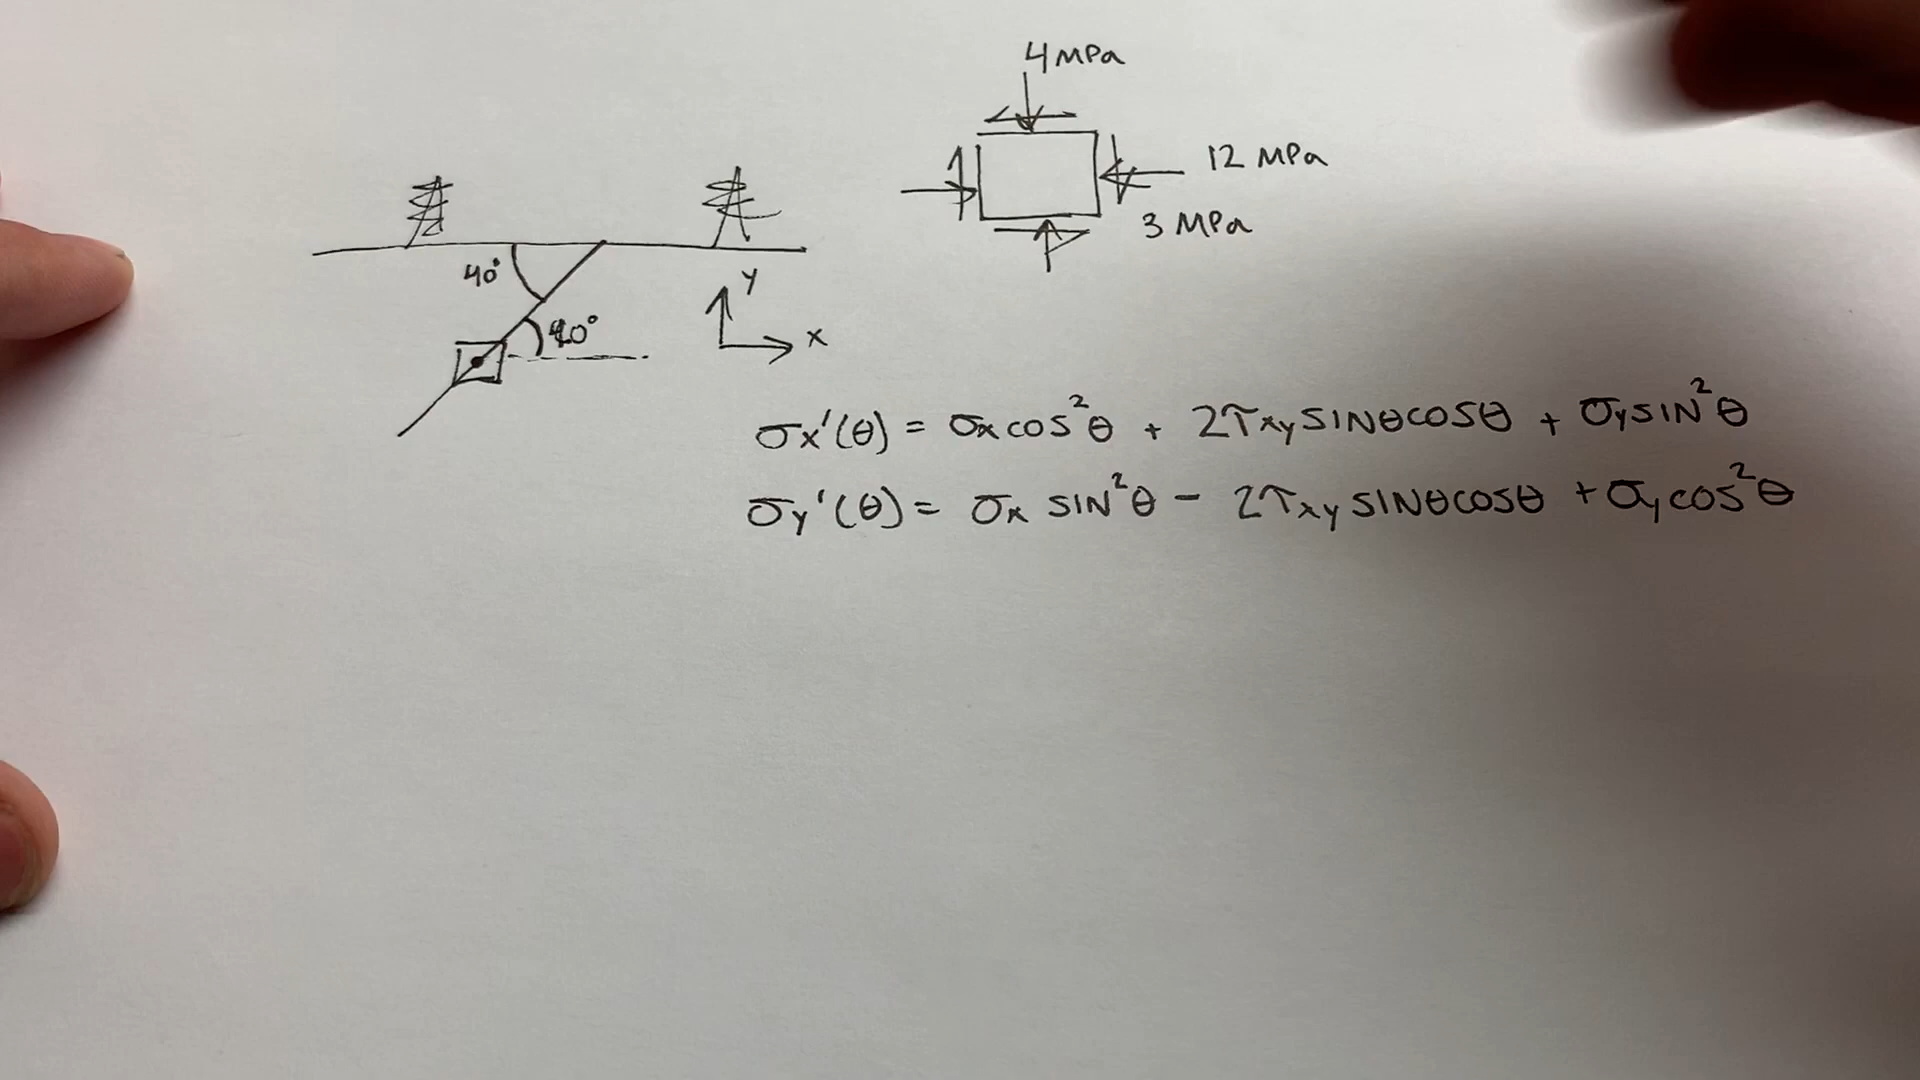 4 MPa
12 MPa
3 MPa
40°
Y
40°
x
σx'(θ) = σx cos²θ + 2τxy SINθCOSθ + σy SIN²θ
σy'(θ) = σx SIN²θ - 2τxy SINθCOSθ + σy COS²θ